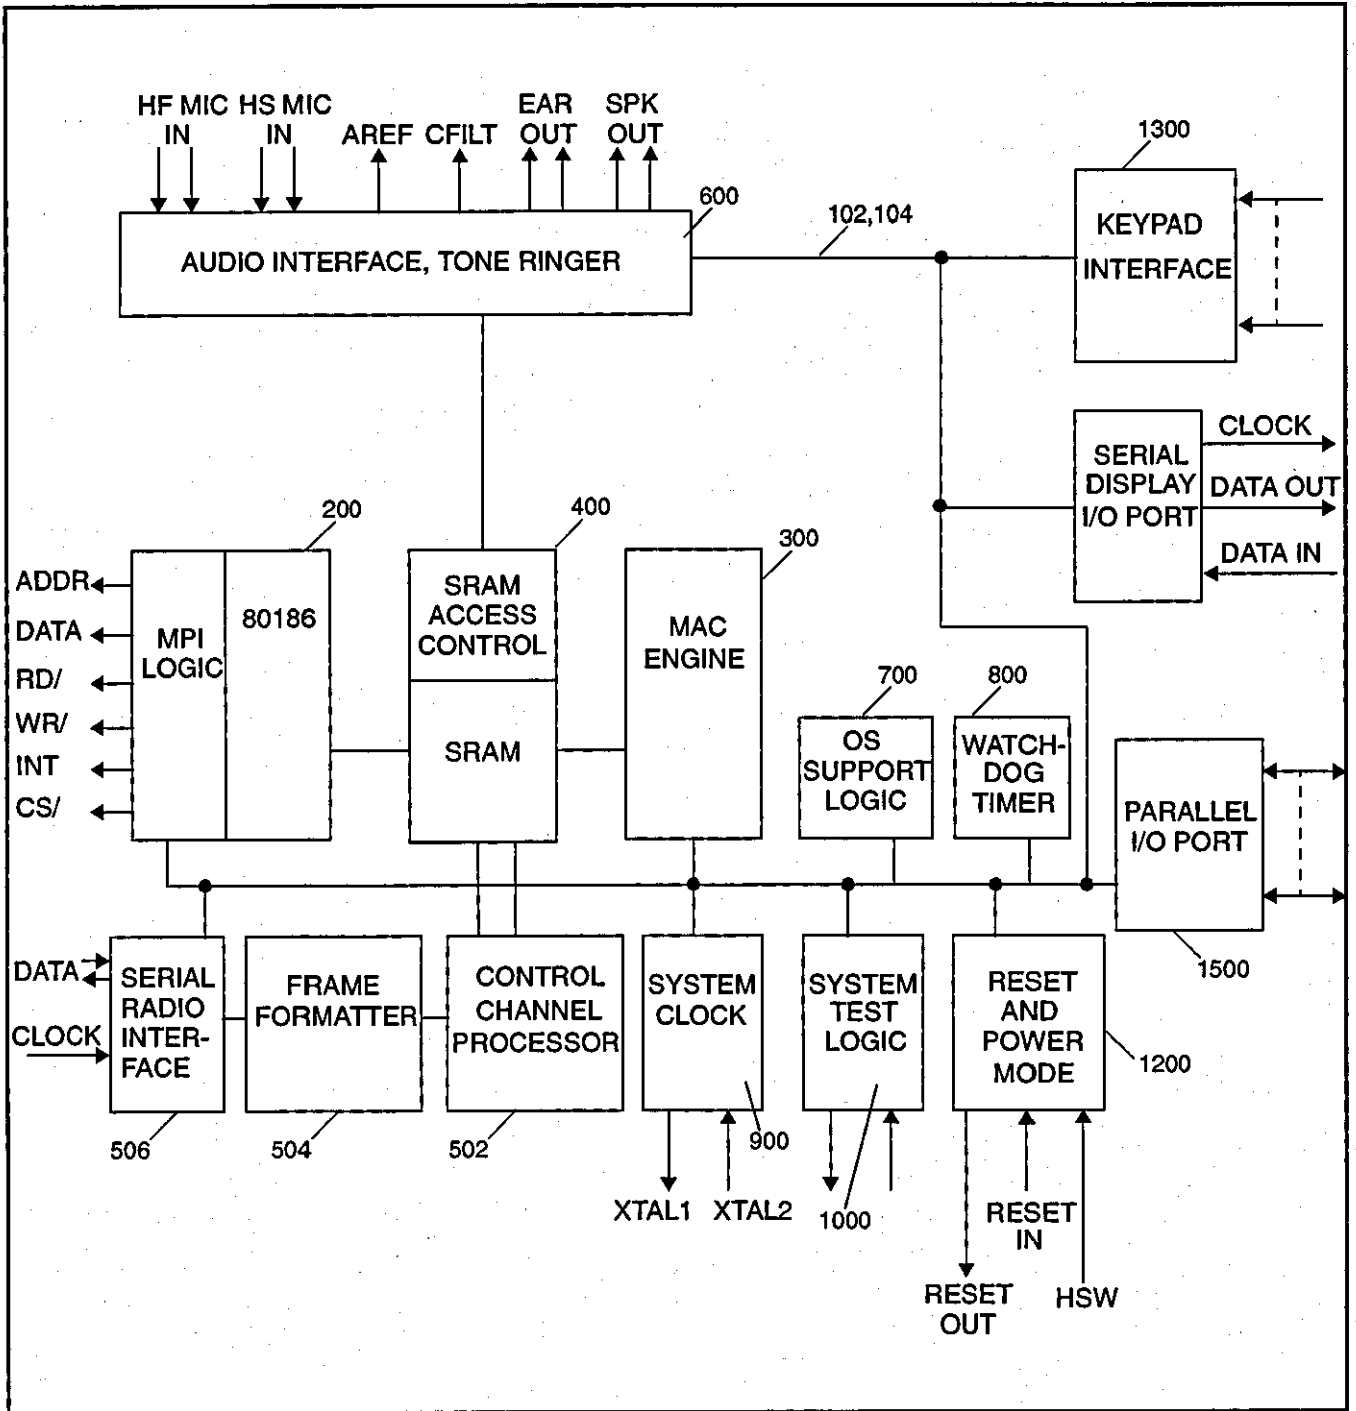 HF MIC IN
HS MIC IN
AREF
CFILT
EAR OUT
SPK OUT
600
AUDIO INTERFACE, TONE RINGER
102,104
1300
KEYPAD
INTERFACE
CLOCK
SERIAL
DISPLAY
I/O PORT
DATA OUT
DATA IN
200
400
300
ADDR
DATA
RD/
WR/
INT
CS/
MPI
LOGIC
80186
SRAM
ACCESS
CONTROL
SRAM
MAC
ENGINE
700
OS
SUPPORT
LOGIC
800
WATCH-
DOG
TIMER
PARALLEL
I/O PORT
1500
DATA
CLOCK
SERIAL
RADIO
INTER-
FACE
506
FRAME
FORMATTER
504
CONTROL
CHANNEL
PROCESSOR
502
SYSTEM
CLOCK
900
XTAL1
XTAL2
SYSTEM
TEST
LOGIC
1000
RESET
AND
POWER
MODE
1200
RESET
IN
RESET
OUT
HSW